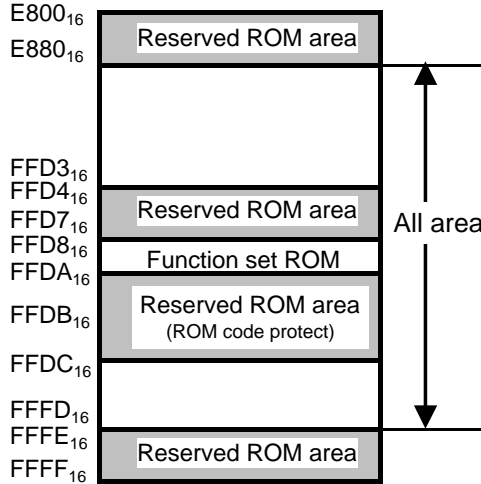 E800₁₆
Reserved ROM area
E880₁₆
FFD3₁₆
FFD4₁₆
Reserved ROM area
FFD7₁₆
All area
FFD8₁₆
Function set ROM
FFDA₁₆
Reserved ROM area
FFDB₁₆
(ROM code protect)
FFDC₁₆
FFFD₁₆
FFFE₁₆
Reserved ROM area
FFFF₁₆